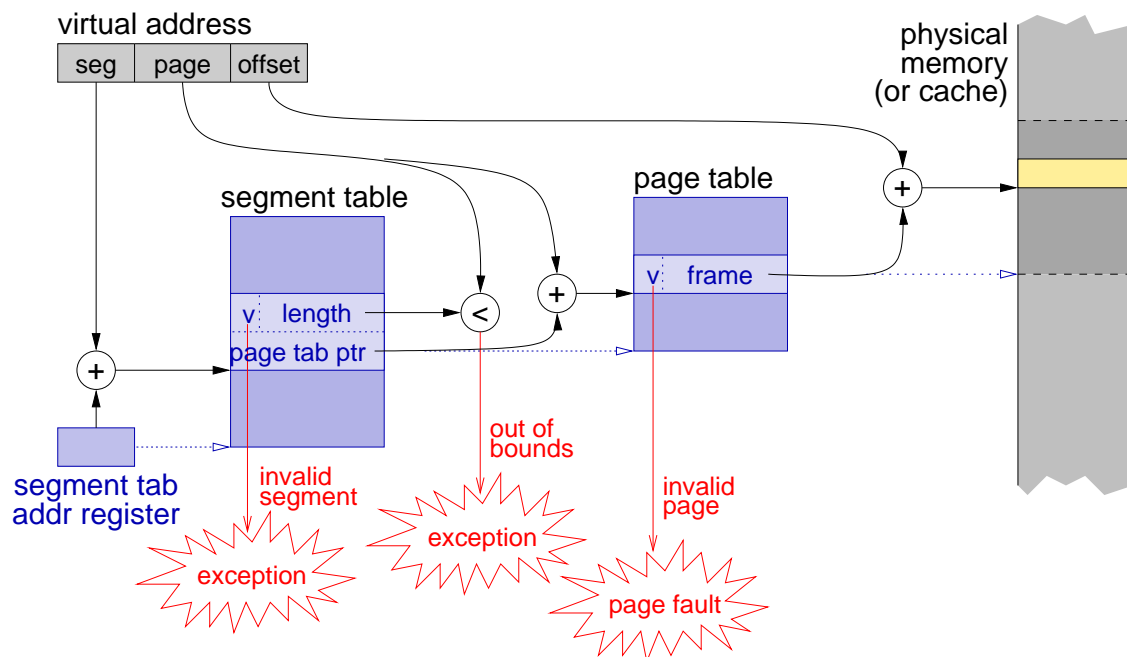 virtual address
seg page offset
physical
memory
(or cache)
+
segment table
page table
v frame
+
v length
<
page tab ptr
+
segment tab
addr register
out of
bounds
invalid
segment
invalid
page
exception
exception
page fault